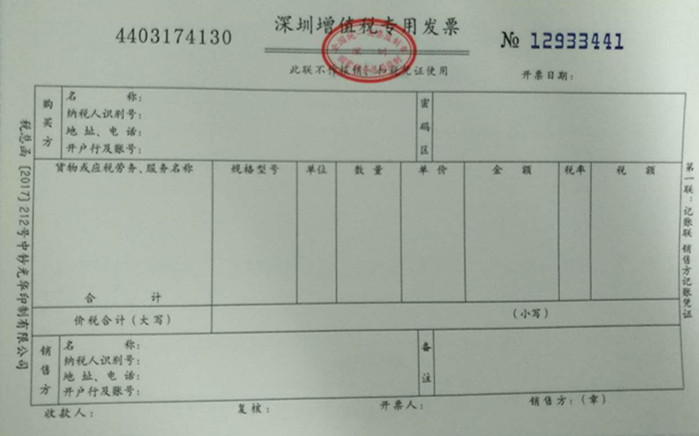 4403174130
深圳增值税专用发票
№ 12933441
此联不作报销、扣税凭证使用
开票日期:
购买方
名 称:
纳税人识别号:
地 址、电 话:
开户行及账号:
密码区
货物或应税劳务、服务名称 规格型号 单位 数 量 单 价 金 额 税率 税 额
合 计
价税合计(大写) (小写)
销售方
名 称:
纳税人识别号:
地 址、电 话:
开户行及账号:
备注
收款人: 复核: 开票人: 销售方:(章)
税总函[2017]212号中钞光华印制有限公司
第一联:记账联 销售方记账凭证